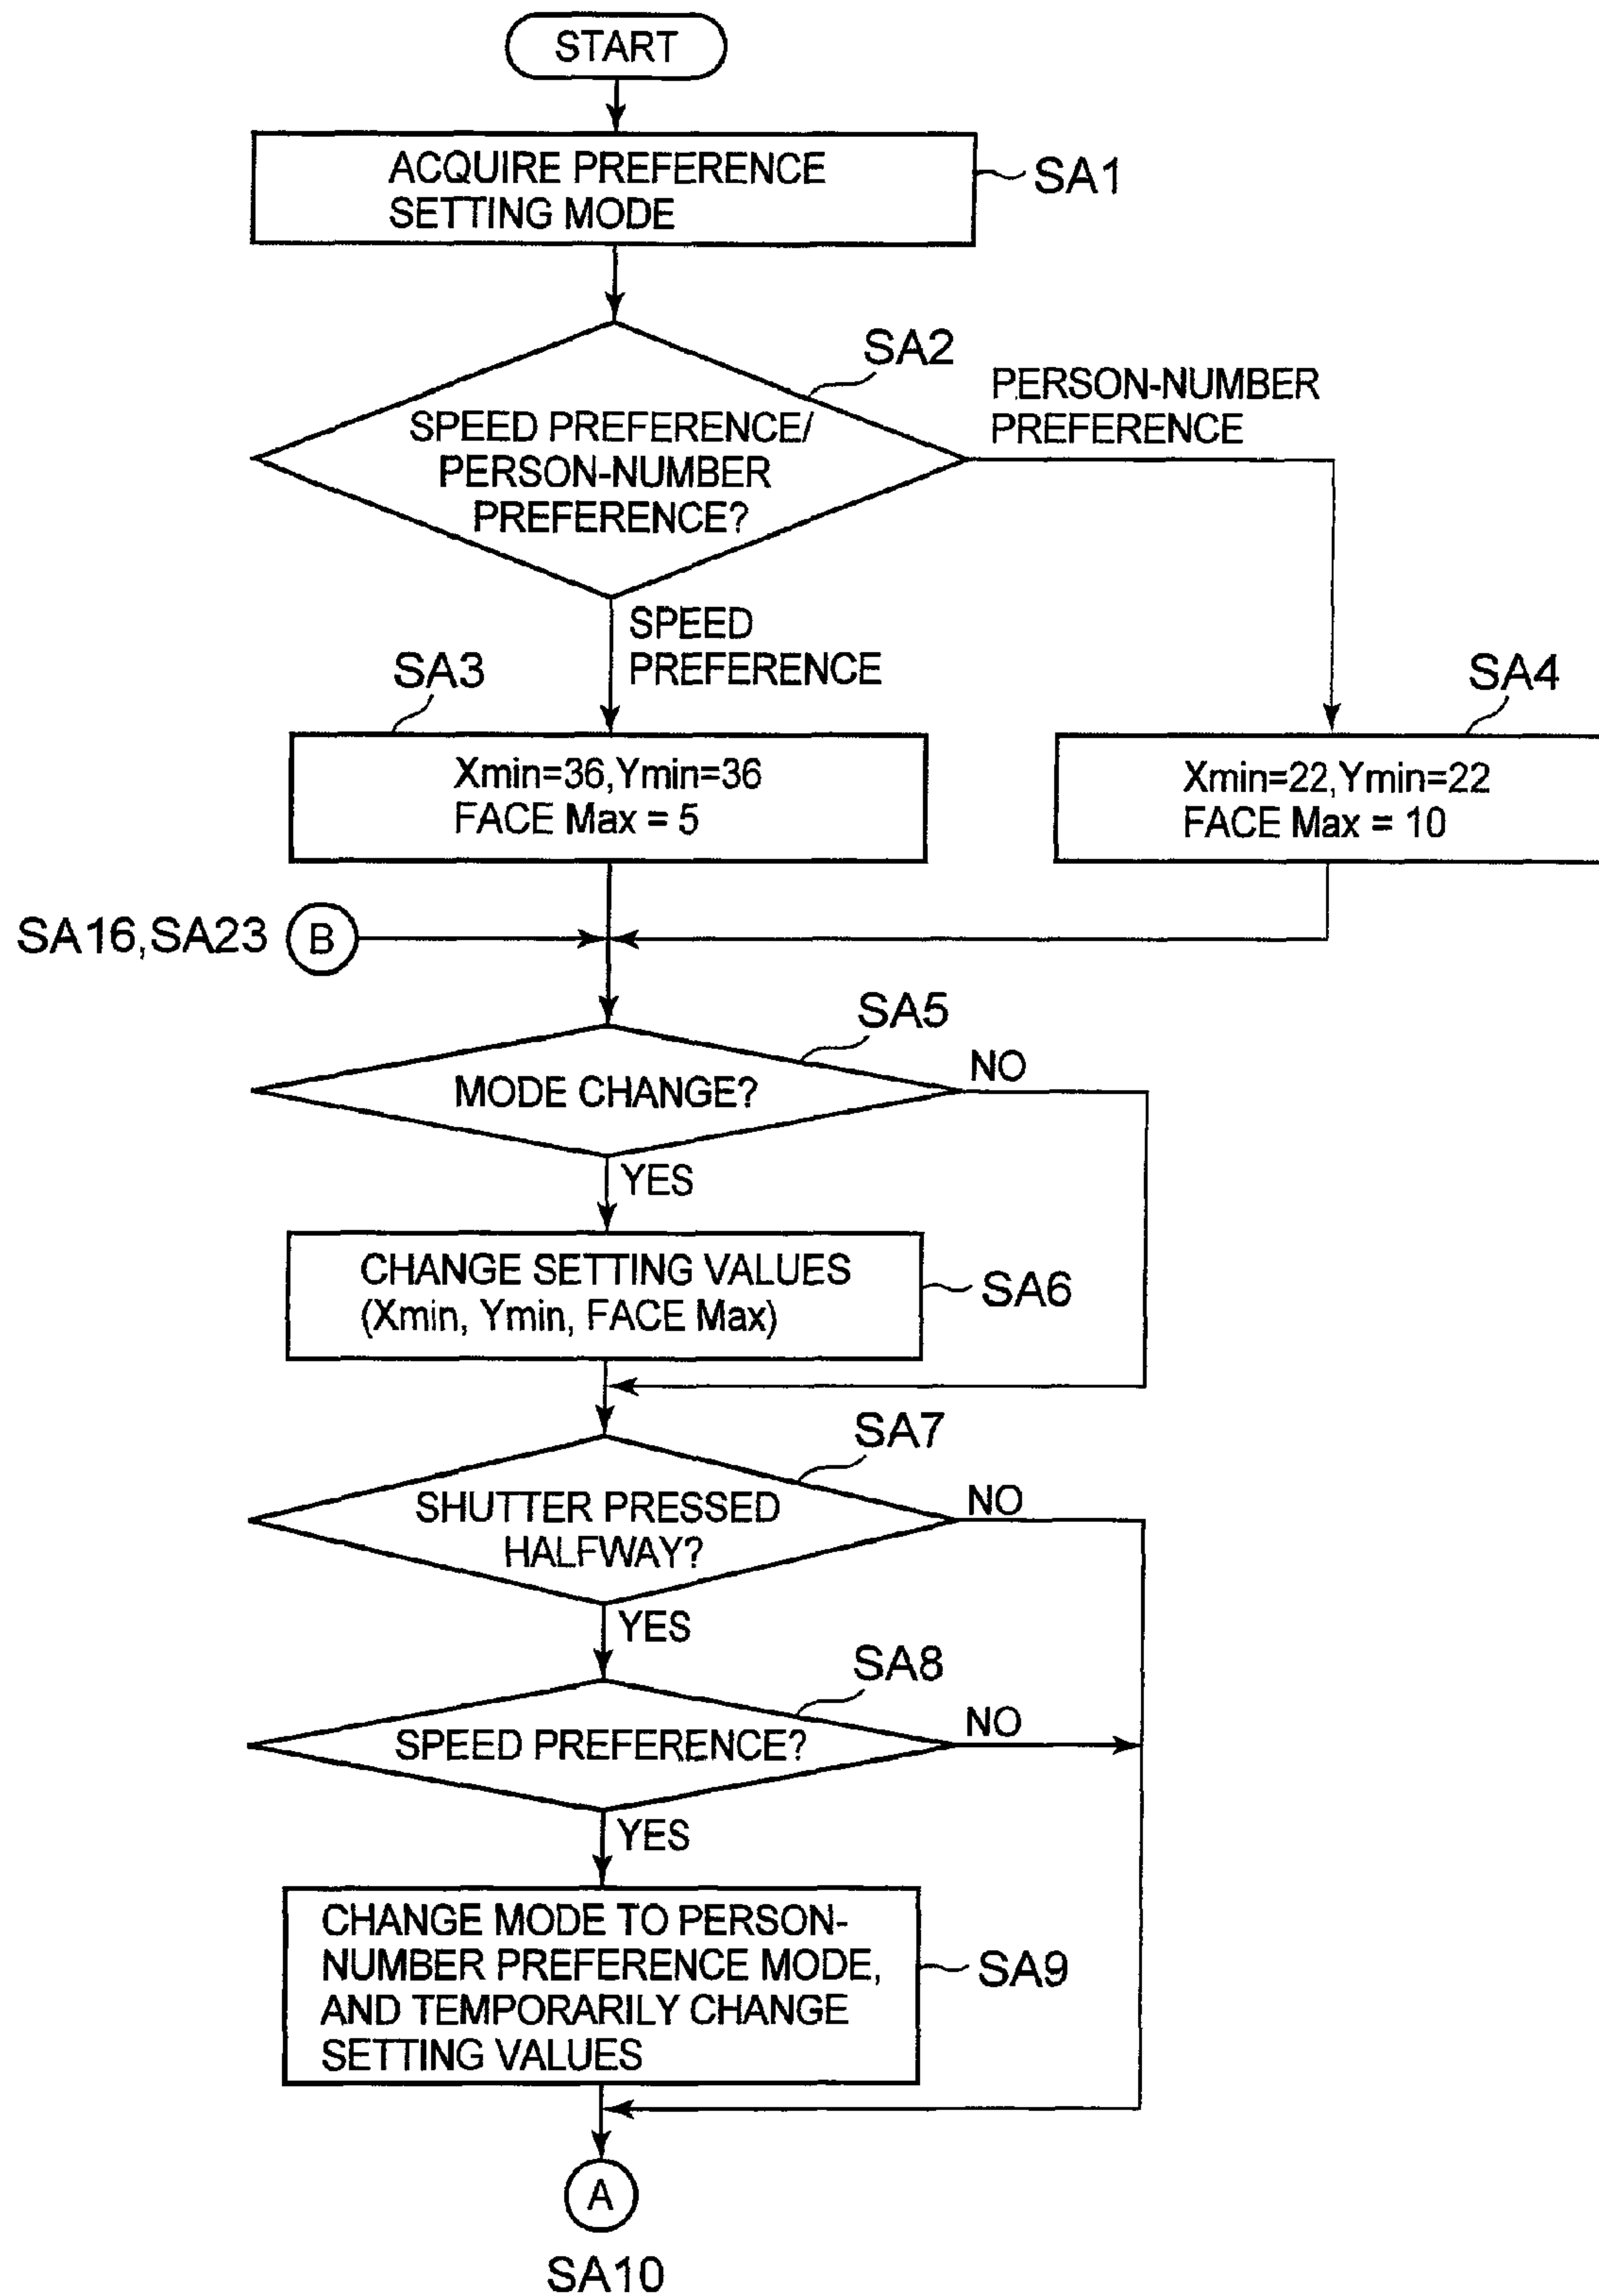 START
ACQUIRE PREFERENCE
SETTING MODE
SA1
SA2
SPEED PREFERENCE/
PERSON-NUMBER
PREFERENCE?
PERSON-NUMBER
PREFERENCE
SPEED
PREFERENCE
SA3
Xmin=36,Ymin=36
FACE Max = 5
SA4
Xmin=22,Ymin=22
FACE Max = 10
SA16,SA23
B
SA5
MODE CHANGE?
NO
YES
CHANGE SETTING VALUES
(Xmin, Ymin, FACE Max)
SA6
SA7
SHUTTER PRESSED
HALFWAY?
NO
YES
SA8
SPEED PREFERENCE?
NO
YES
CHANGE MODE TO PERSON-
NUMBER PREFERENCE MODE,
AND TEMPORARILY CHANGE
SETTING VALUES
SA9
A
SA10